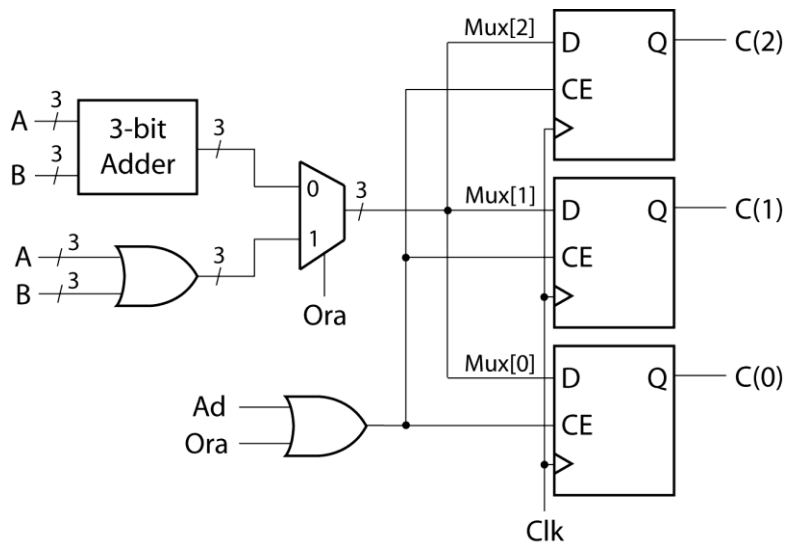 Mux[2]
D
Q
C(2)
CE
A
3
3-bit
Adder
3
B
3
0
1
3
Ora
A
3
B
3
3
Mux[1]
D
Q
C(1)
CE
Mux[0]
D
Q
C(0)
CE
Ad
Ora
Clk